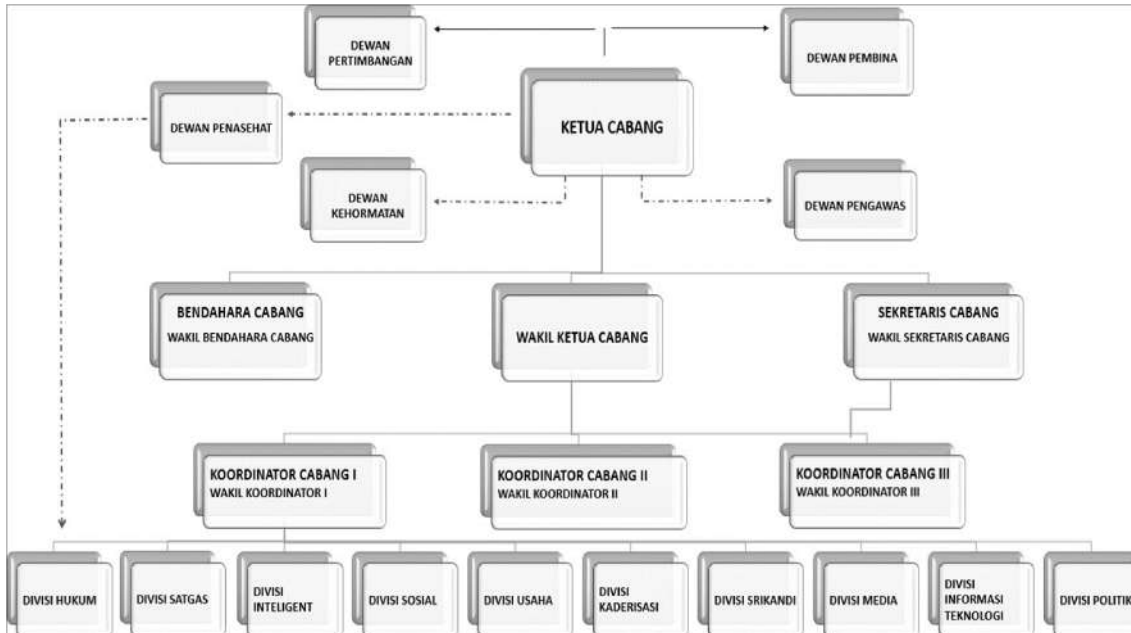 DEWAN
PERTIMBANGAN
DEWAN PEMBINA
DEWAN PENASEHAT
KETUA CABANG
DEWAN
KEHORMATAN
DEWAN PENGAWAS
BENDAHARA CABANG
WAKIL BENDAHARA CABANG
WAKIL KETUA CABANG
SEKRETARIS CABANG
WAKIL SEKRETARIS CABANG
KOORDINATOR CABANG I
WAKIL KOORDINATOR I
KOORDINATOR CABANG II
WAKIL KOORDINATOR II
KOORDINATOR CABANG III
WAKIL KOORDINATOR III
DIVISI HUKUM
DIVISI SATGAS
DIVISI
INTELIGENT
DIVISI SOSIAL
DIVISI USAHA
DIVISI
KADERISASI
DIVISI SRIKANDI
DIVISI MEDIA
DIVISI
INFORMASI
TEKNOLOGI
DIVISI POLITIK